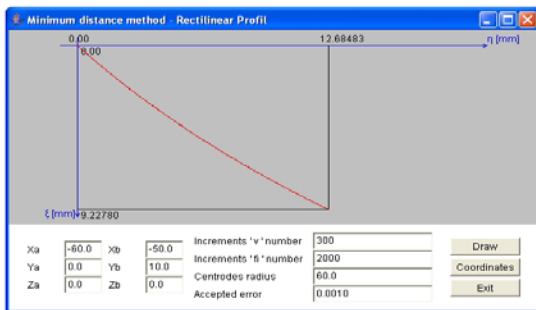 Minimum distance method - Rectilinear Profil
0.00 12.68483 η [mm]
0.00
ξ [mm] 9.22780
Xa -60.0 Xb -50.0
Ya 0.0 Yb 10.0
Za 0.0 Zb 0.0
Increments 'v' number 300
Increments 'fi' number 2000
Centrodes radius 60.0
Accepted error 0.0010
Draw
Coordinates
Exit